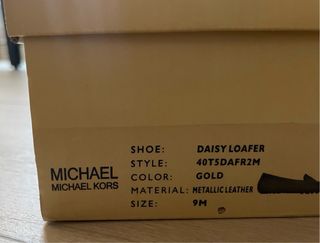 SHOE: DAISY LOAFER
STYLE: 40T5DAFR2M
COLOR: GOLD
MATERIAL: METALLIC LEATHER
SIZE: 9M
MICHAEL
MICHAEL KORS